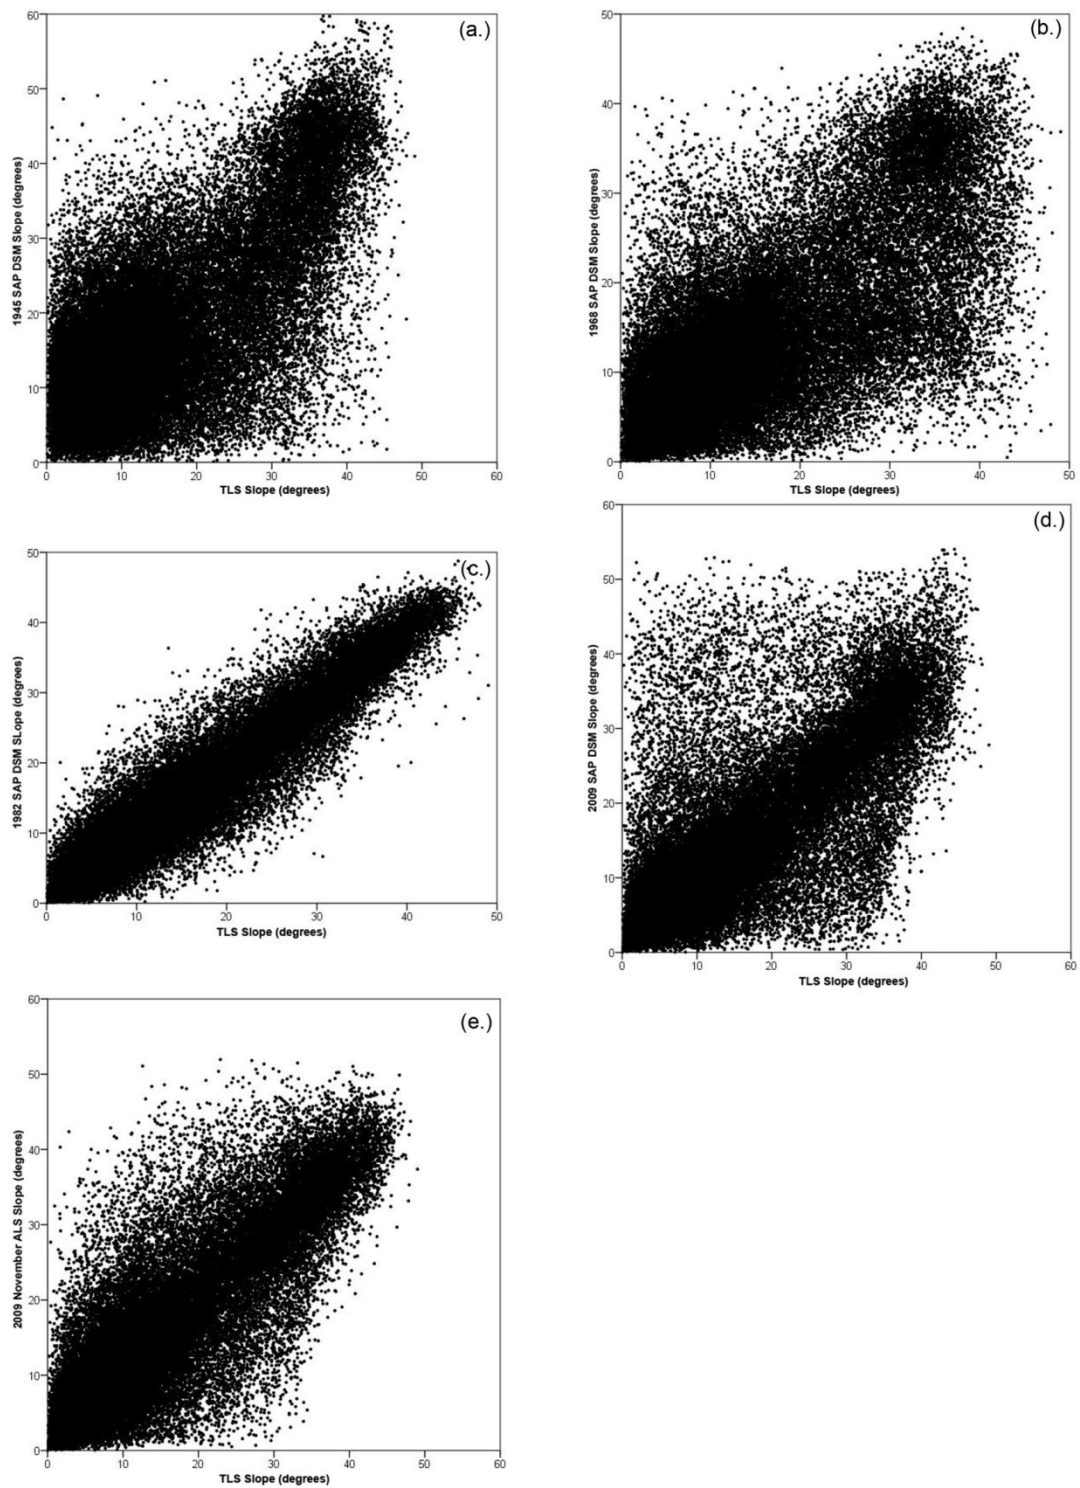 (a.)
60
50
40
30
20
10
0
1945 SAP DSM Slope (degrees)
0 10 20 30 40 50 60
TLS Slope (degrees)
(b.)
50
40
30
20
10
0
1968 SAP DSM Slope (degrees)
0 10 20 30 40 50
TLS Slope (degrees)
(c.)
50
40
30
20
10
0
1982 SAP DSM SLope (degrees)
0 10 20 30 40 50
TLS Slope (degrees)
(d.)
60
50
40
30
20
10
0
2009 SAP DSM Slope (degrees)
0 10 20 30 40 50 60
TLS Slope (degrees)
(e.)
60
50
40
30
20
10
0
2009 November ALS Slope (degrees)
0 10 20 30 40 50 60
TLS Slope (degrees)